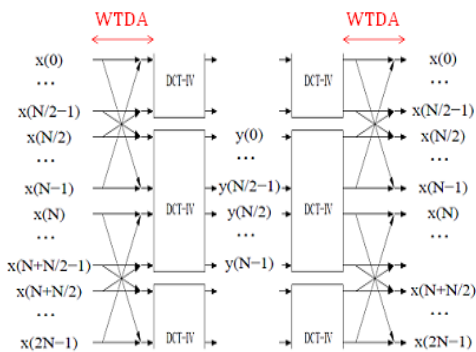 WTDA WTDA
x(0) DCT-IV DCT-IV x(0)
... ...
x(N/2−1) x(N/2−1)
x(N/2) y(0) x(N/2)
... ... ...
x(N−1) DCT-IV y(N/2−1) DCT-IV x(N−1)
x(N) y(N/2) x(N)
... ... ...
x(N+N/2−1) y(N−1)
x(N+N/2) x(N+N/2)
... DCT-IV DCT-IV ...
x(2N−1) x(2N−1)